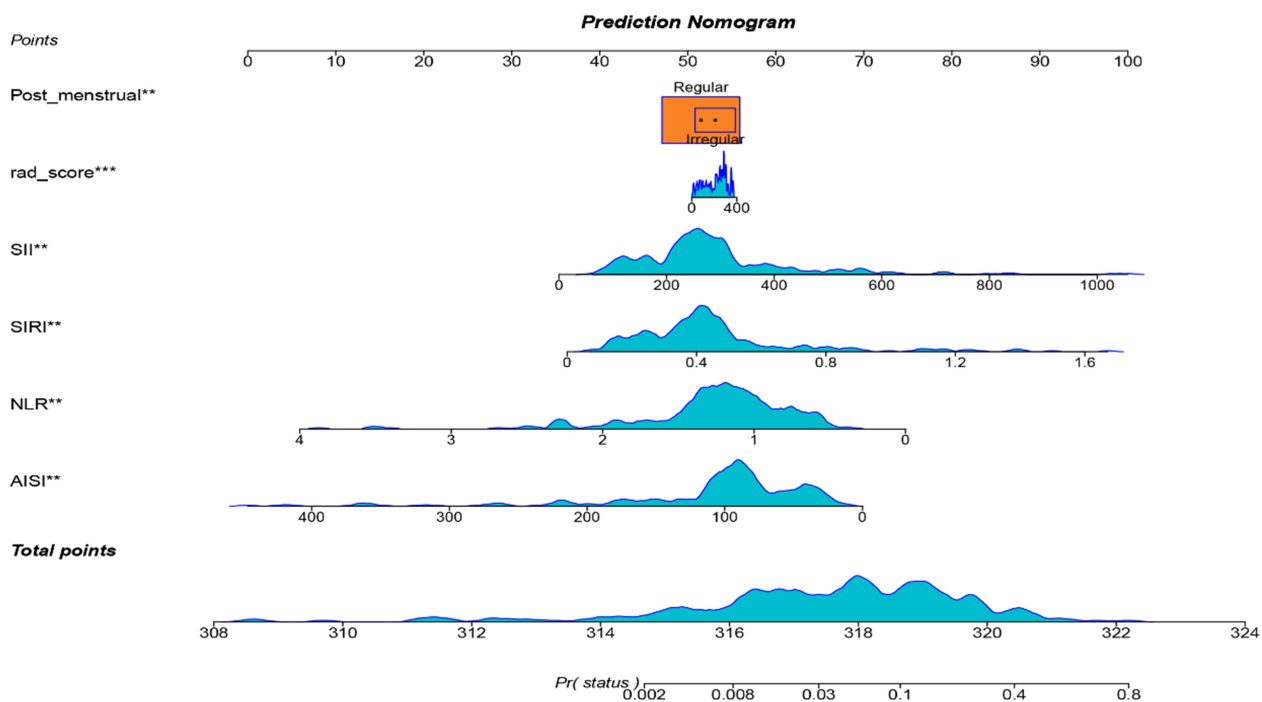 Prediction Nomogram
Points
0 10 20 30 40 50 60 70 80 90 100
Post_menstrual**
Regular
Irregular
rad_score***
0 400
SII**
0 200 400 600 800 1000
SIRI**
0 0.4 0.8 1.2 1.6
NLR**
4 3 2 1 0
AISI**
400 300 200 100 0
Total points
308 310 312 314 316 318 320 322 324
Pr( status )
0.002 0.008 0.03 0.1 0.4 0.8